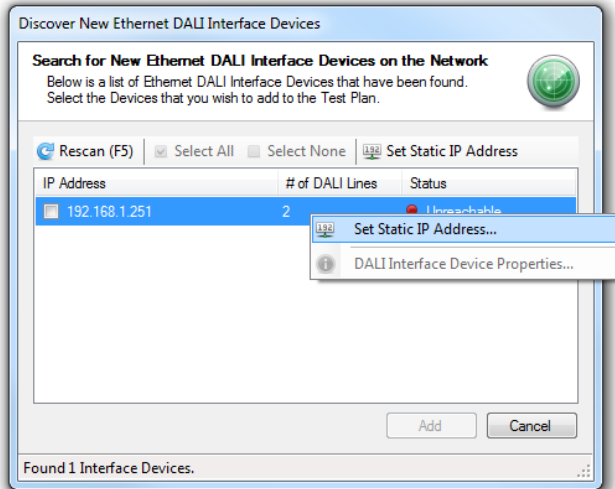 Discover New Ethernet DALI Interface Devices
Search for New Ethernet DALI Interface Devices on the Network
Below is a list of Ethernet DALI Interface Devices that have been found.
Select the Devices that you wish to add to the Test Plan.
Rescan (F5) Select All Select None 192 Set Static IP Address
IP Address # of DALI Lines Status
192.168.1.251 2 Unreachable
192 Set Static IP Address...
DALI Interface Device Properties...
Add Cancel
Found 1 Interface Devices.